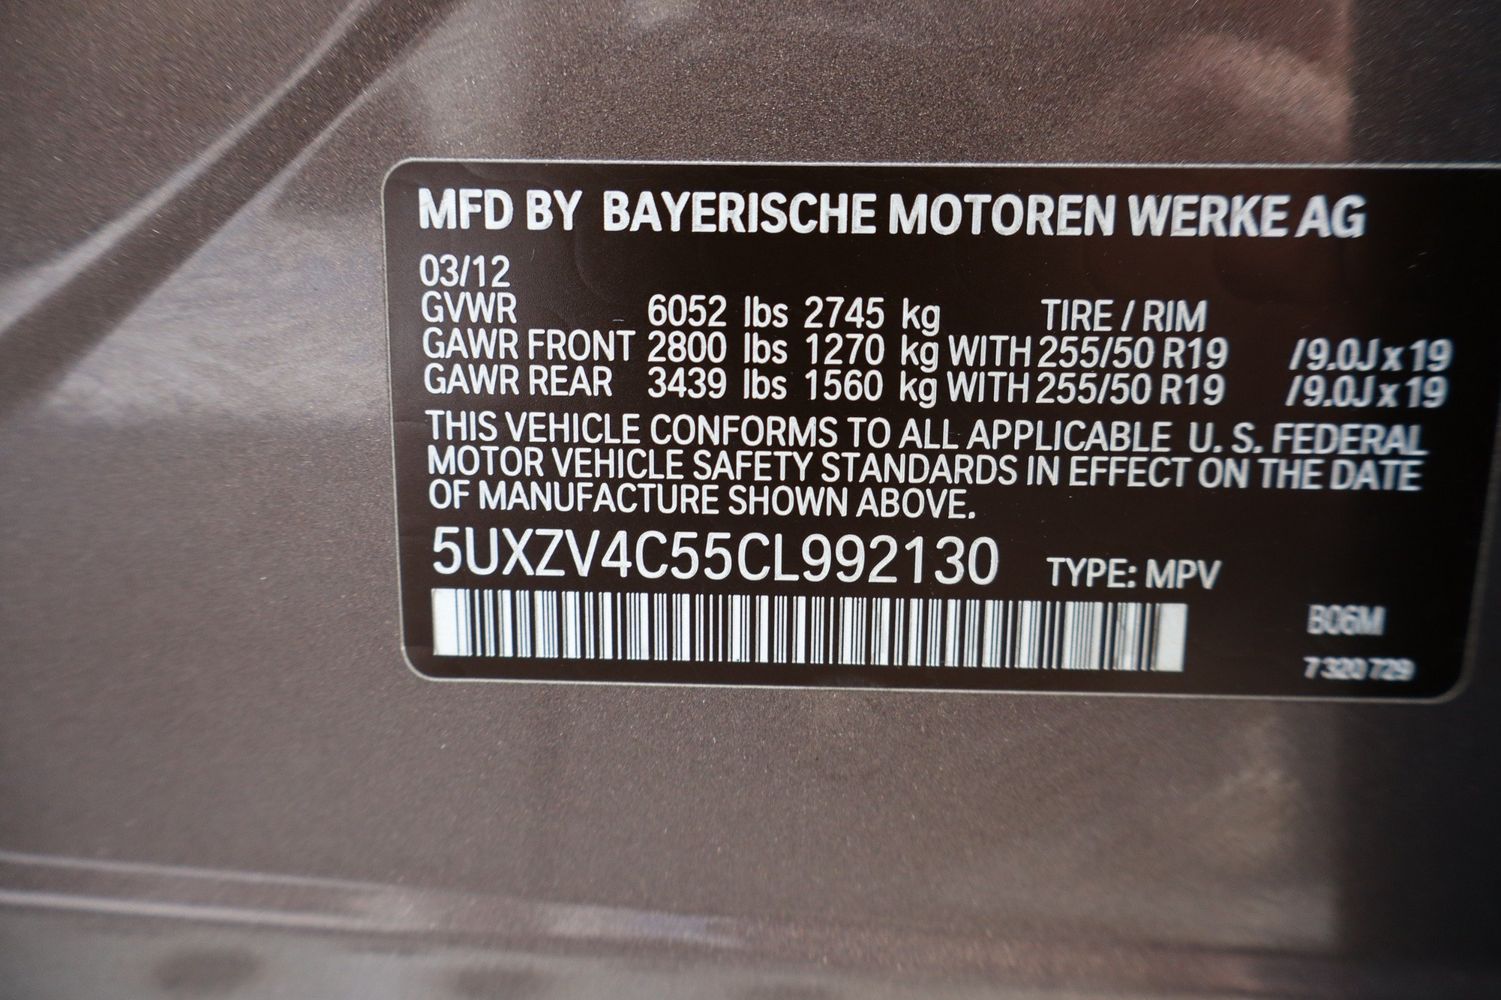 MFD BY BAYERISCHE MOTOREN WERKE AG
03/12
GVWR 6052 lbs 2745 kg TIRE / RIM
GAWR FRONT 2800 lbs 1270 kg WITH 255/50 R19 /9.0J x 19
GAWR REAR 3439 lbs 1560 kg WITH 255/50 R19 /9.0J x 19
THIS VEHICLE CONFORMS TO ALL APPLICABLE U. S. FEDERAL
MOTOR VEHICLE SAFETY STANDARDS IN EFFECT ON THE DATE
OF MANUFACTURE SHOWN ABOVE.
5UXZV4C55CL992130 TYPE: MPV
B06M
7 320 729